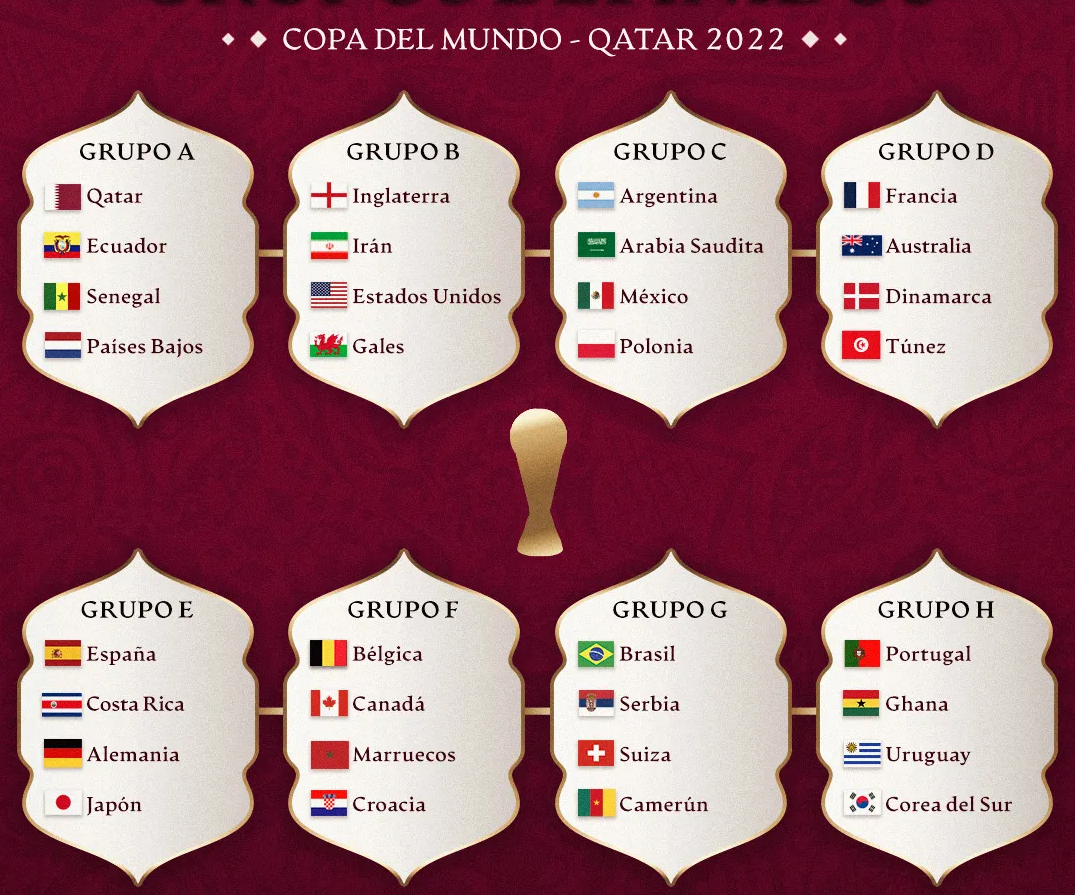 COPA DEL MUNDO - QATAR 2022
GRUPO A
Qatar
Ecuador
Senegal
Países Bajos
GRUPO B
Inglaterra
Irán
Estados Unidos
Gales
GRUPO C
Argentina
Arabia Saudita
México
Polonia
GRUPO D
Francia
Australia
Dinamarca
Túnez
GRUPO E
España
Costa Rica
Alemania
Japón
GRUPO F
Bélgica
Canadá
Marruecos
Croacia
GRUPO G
Brasil
Serbia
Suiza
Camerún
GRUPO H
Portugal
Ghana
Uruguay
Corea del Sur